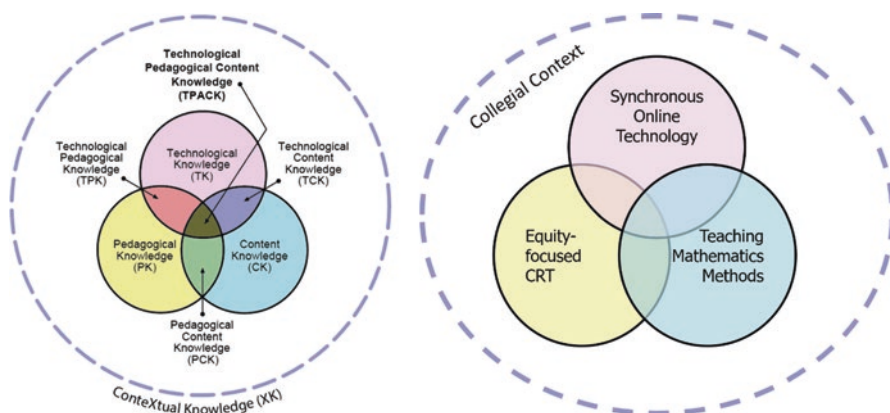 Technological
Pedagogical Content
Knowledge
(TPACK)
Technological
Pedagogical
Knowledge
(TPK)
Technological
Knowledge
(TK)
Technological
Content
Knowledge
(TCK)
Pedagogical
Knowledge
(PK)
Content
Knowledge
(CK)
Pedagogical
Content
Knowledge
(PCK)
ConteXtual Knowledge (XK)
Collegial Context
Synchronous
Online
Technology
Equity-
focused
CRT
Teaching
Mathematics
Methods